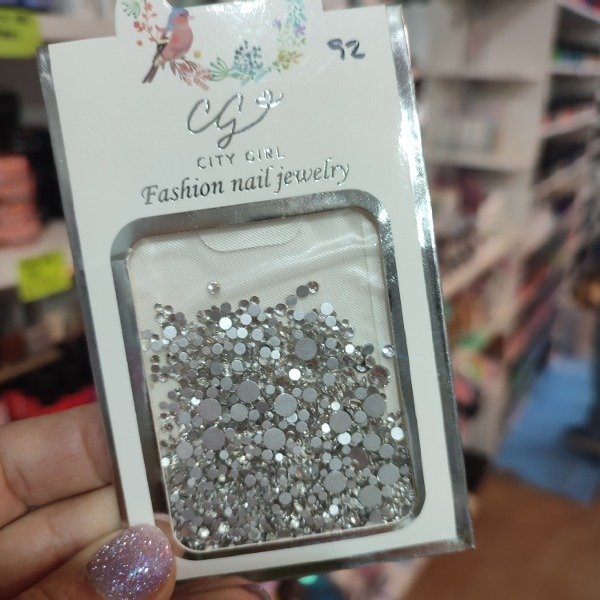 92
CG
CITY GIRL
Fashion nail jewelry